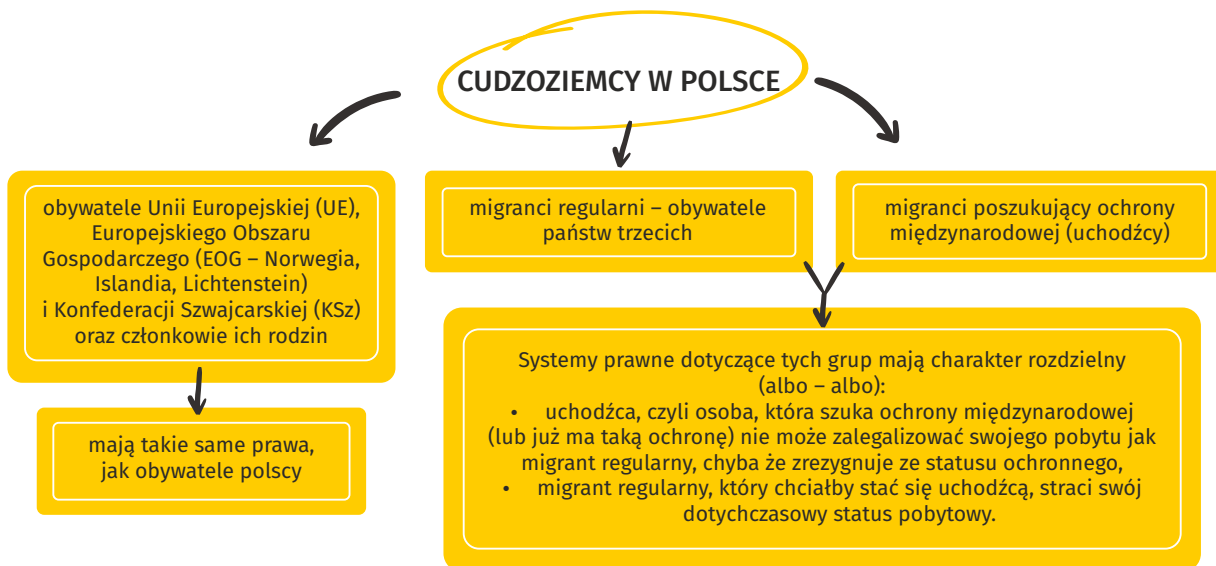 CUDZOZIEMCY W POLSCE
obywatele Unii Europejskiej (UE),
Europejskiego Obszaru
Gospodarczego (EOG – Norwegia,
Islandia, Lichtenstein)
i Konfederacji Szwajcarskiej (KSz)
oraz członkowie ich rodzin
mają takie same prawa,
jak obywatele polscy
migranci regularni – obywatele
państw trzecich
migranci poszukujący ochrony
międzynarodowej (uchodźcy)
Systemy prawne dotyczące tych grup mają charakter rozdzielny
(albo – albo):
• uchodźca, czyli osoba, która szuka ochrony międzynarodowej
(lub już ma taką ochronę) nie może zalegalizować swojego pobytu jak
migrant regularny, chyba że zrezygnuje ze statusu ochronnego,
• migrant regularny, który chciałby stać się uchodźcą, straci swój
dotychczasowy status pobytowy.